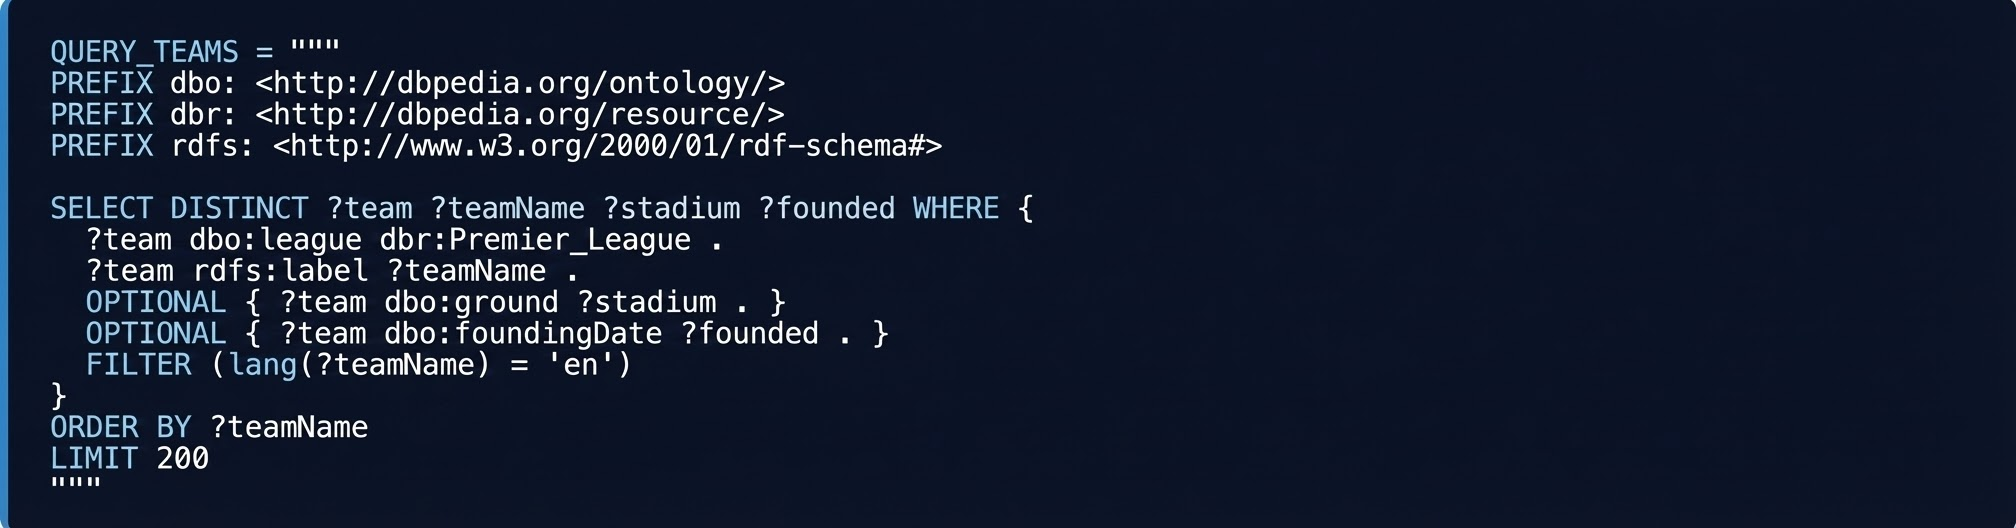 QUERY_TEAMS = """
PREFIX dbo: <http://dbpedia.org/ontology/>
PREFIX dbr: <http://dbpedia.org/resource/>
PREFIX rdfs: <http://www.w3.org/2000/01/rdf-schema#>

SELECT DISTINCT ?team ?teamName ?stadium ?founded WHERE {
  ?team dbo:league dbr:Premier_League .
  ?team rdfs:label ?teamName .
  OPTIONAL { ?team dbo:ground ?stadium . }
  OPTIONAL { ?team dbo:foundingDate ?founded . }
  FILTER (lang(?teamName) = 'en')
}
ORDER BY ?teamName
LIMIT 200
"""